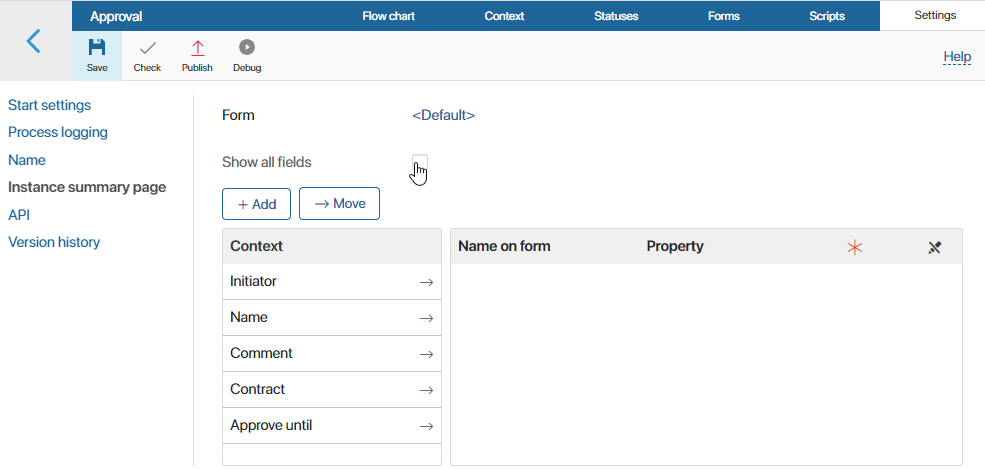 Approval Flow chart Context Statuses Forms Scripts Settings
Save Check Publish Debug Help
Start settings
Process logging
Name
Instance summary page
API
Version history
Form <Default>
Show all fields
+ Add → Move
Context Name on form Property
Initiator →
Name →
Comment →
Contract →
Approve until →